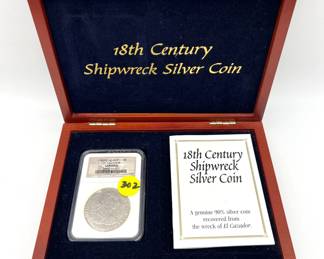 18th Century
Shipwreck Silver Coin
302
18th Century
Shipwreck
Silver Coin
A genuine 90% silver coin
recovered from
the wreck of El Cazador.